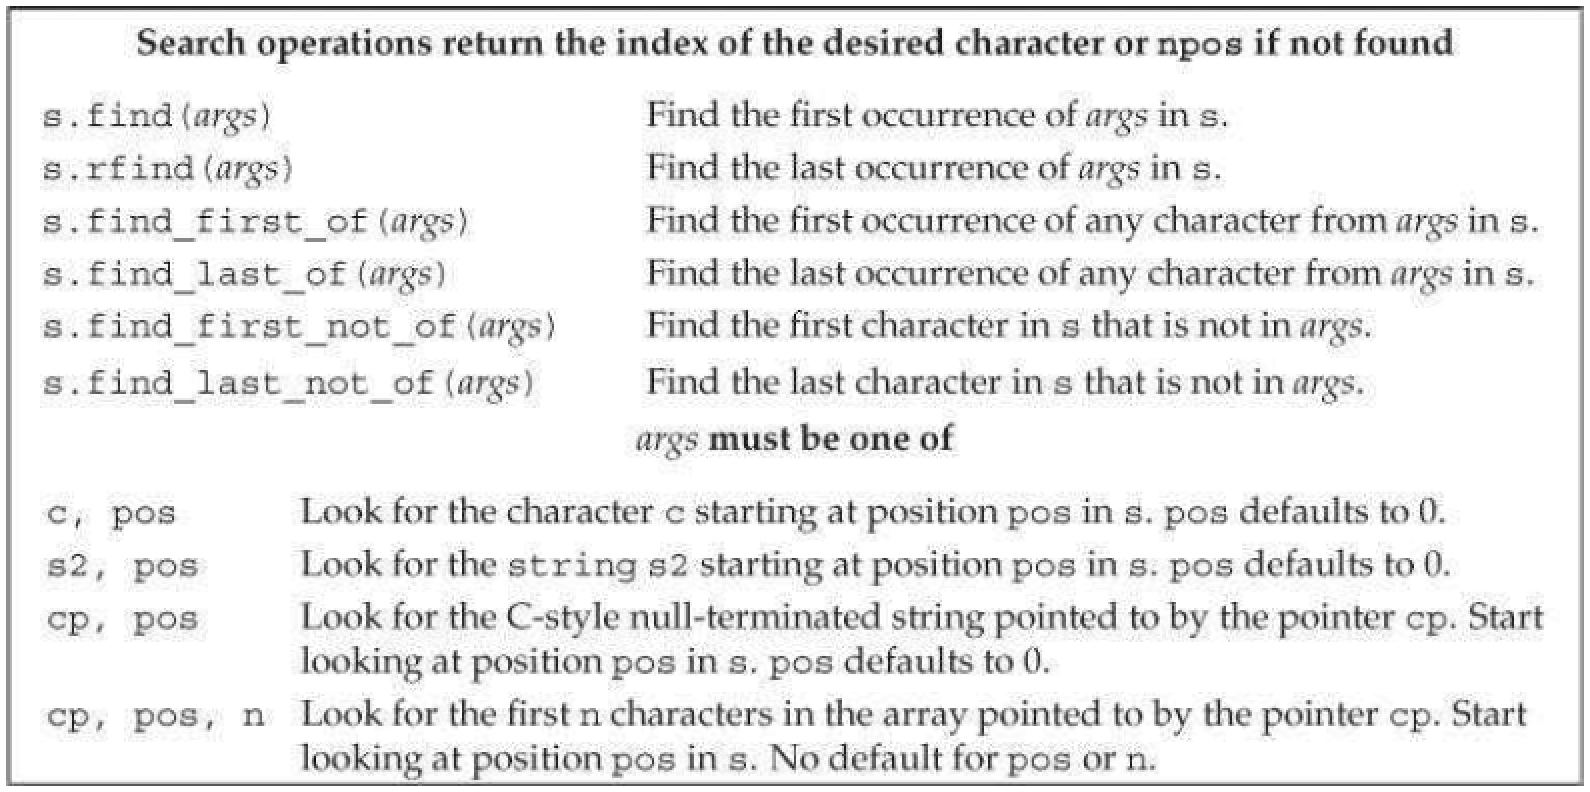 Search operations return the index of the desired character or npos if not found
s.find(args) Find the first occurrence of args in s.
s.rfind(args) Find the last occurrence of args in s.
s.find_first_of(args) Find the first occurrence of any character from args in s.
s.find_last_of(args) Find the last occurrence of any character from args in s.
s.find_first_not_of(args) Find the first character in s that is not in args.
s.find_last_not_of(args) Find the last character in s that is not in args.
args must be one of
c, pos Look for the character c starting at position pos in s. pos defaults to 0.
s2, pos Look for the string s2 starting at position pos in s. pos defaults to 0.
cp, pos Look for the C-style null-terminated string pointed to by the pointer cp. Start
looking at position pos in s. pos defaults to 0.
cp, pos, n Look for the first n characters in the array pointed to by the pointer cp. Start
looking at position pos in s. No default for pos or n.